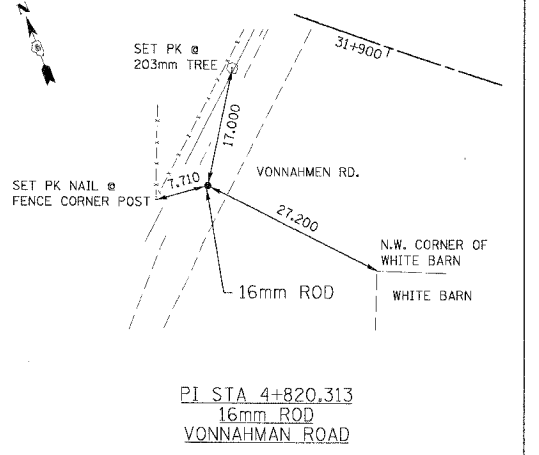 SET PK @
203mm TREE
31+900
17.000
VONNAHMEN RD.
7.710
SET PK NAIL @
FENCE CORNER POST
27.200
N.W. CORNER OF
WHITE BARN
16mm ROD
WHITE BARN
PI STA 4+820.313
16mm ROD
VONNAHMAN ROAD